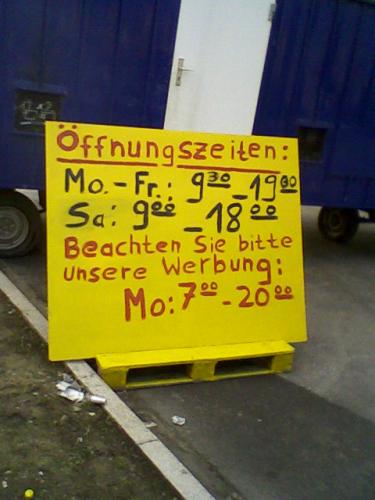 Öffnungszeiten:
Mo.-Fr.: 9³⁰-19⁰⁰
Sa: 9⁰⁰-18⁰⁰
Beachten Sie bitte
unsere Werbung:
Mo: 7⁰⁰-20⁰⁰